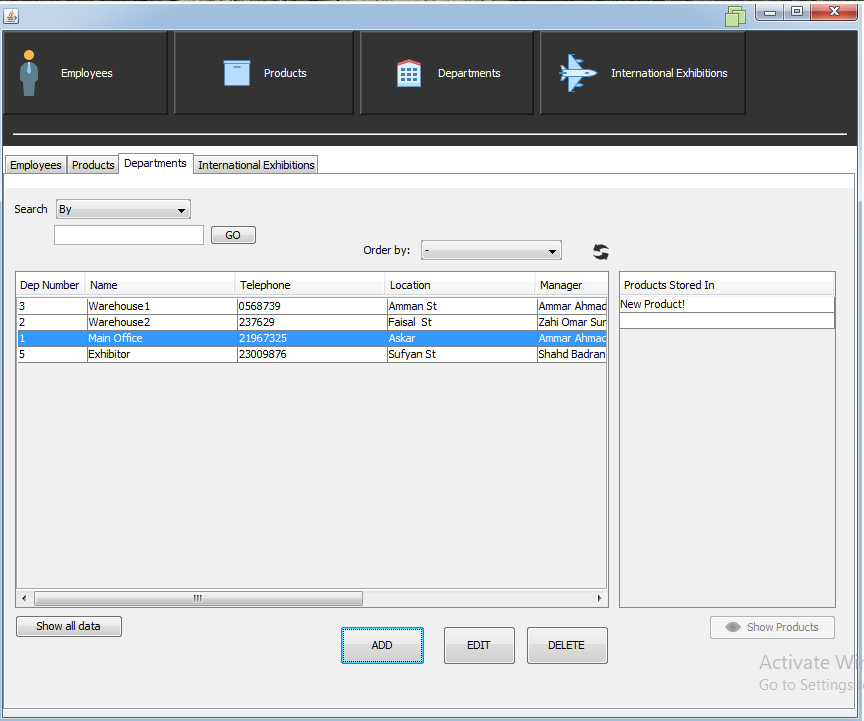 Employees Products Departments International Exhibitions
Employees Products Departments International Exhibitions
Search By
GO
Order by: -
Dep Number Name Telephone Location Manager
3 Warehouse1 0568739 Amman St Ammar Ahmad
2 Warehouse2 237629 Faisal St Zahi Omar Sur
1 Main Office 21967325 Askar Ammar Ahmad
5 Exhibitor 23009876 Sufyan St Shahd Badran
Products Stored In
New Product!
Show all data
ADD EDIT DELETE
Show Products
Activate Win
Go to Settings t